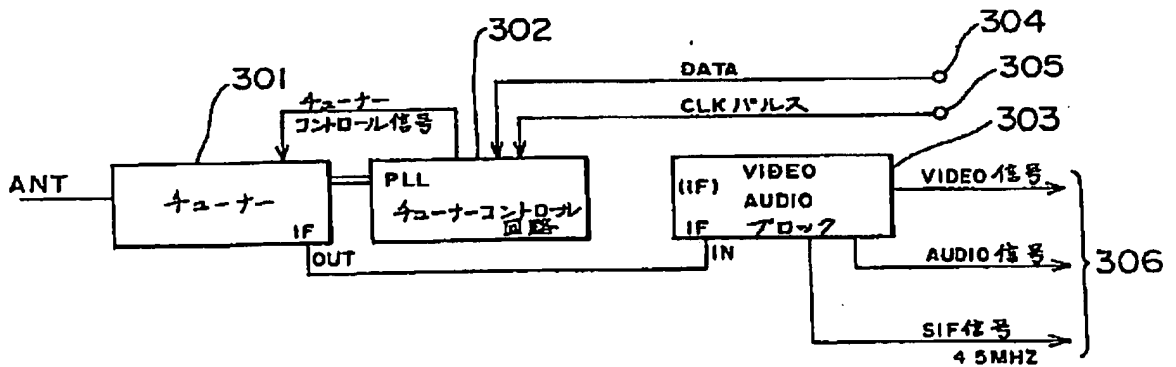 302
304
301
DATA
305
チューナー
コントロール信号
CLKパルス
303
ANT
チューナー
IF
OUT
PLL
チューナーコントロール
回路
(IF)
VIDEO
AUDIO
IF ブロック
IN
VIDEO信号
AUDIO信号
306
SIF信号
4 5MHZ